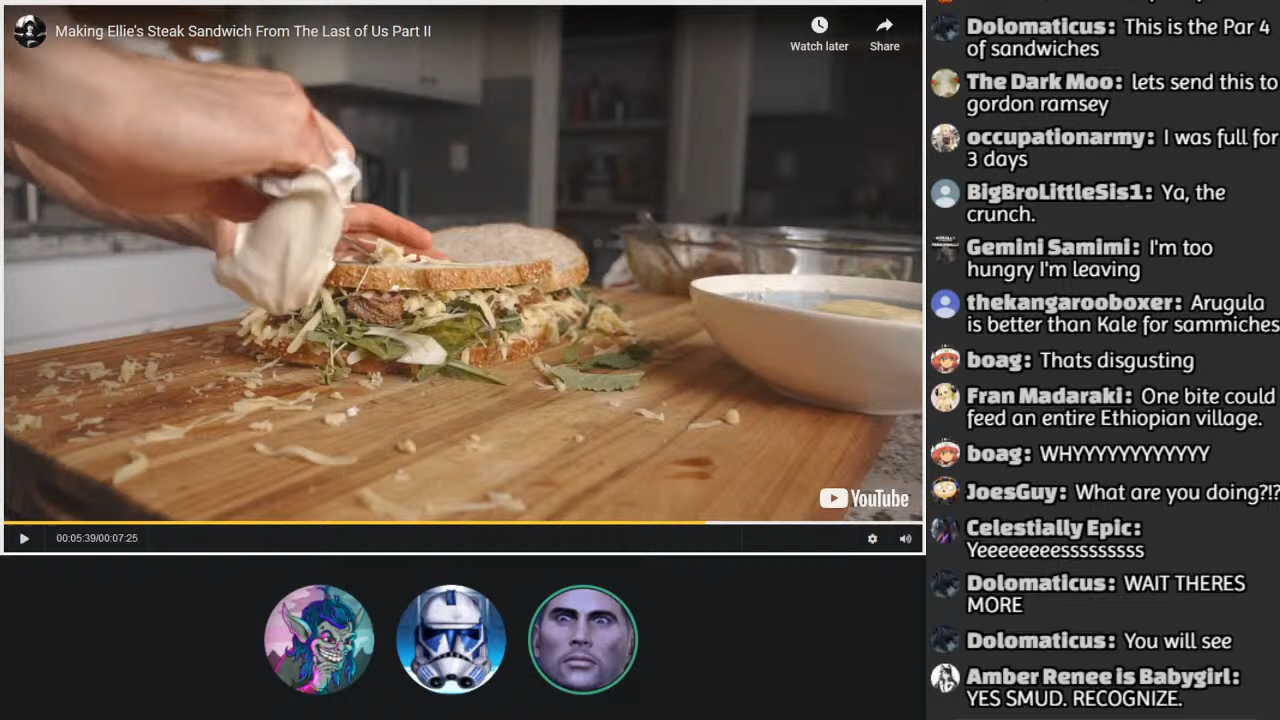 Making Ellie's Steak Sandwich From The Last of Us Part II
Watch later
Share
YouTube
00:05:39/00:07:25
Dolomaticus: This is the Par 4
of sandwiches
The Dark Moo: lets send this to
gordon ramsey
occupationarmy: I was full for
3 days
BigBroLittleSis1: Ya, the
crunch.
Gemini Samimi: I'm too
hungry I'm leaving
thekangarooboxer: Arugula
is better than Kale for sammiches
boag: Thats disgusting
Fran Madaraki: One bite could
feed an entire Ethiopian village.
boag: WHYYYYYYYYYYYY
JoesGuy: What are you doing?!?
Celestially Epic:
Yeeeeeeeesssssssss
Dolomaticus: WAIT THERES
MORE
Dolomaticus: You will see
Amber Renee is Babygirl:
YES SMUD. RECOGNIZE.